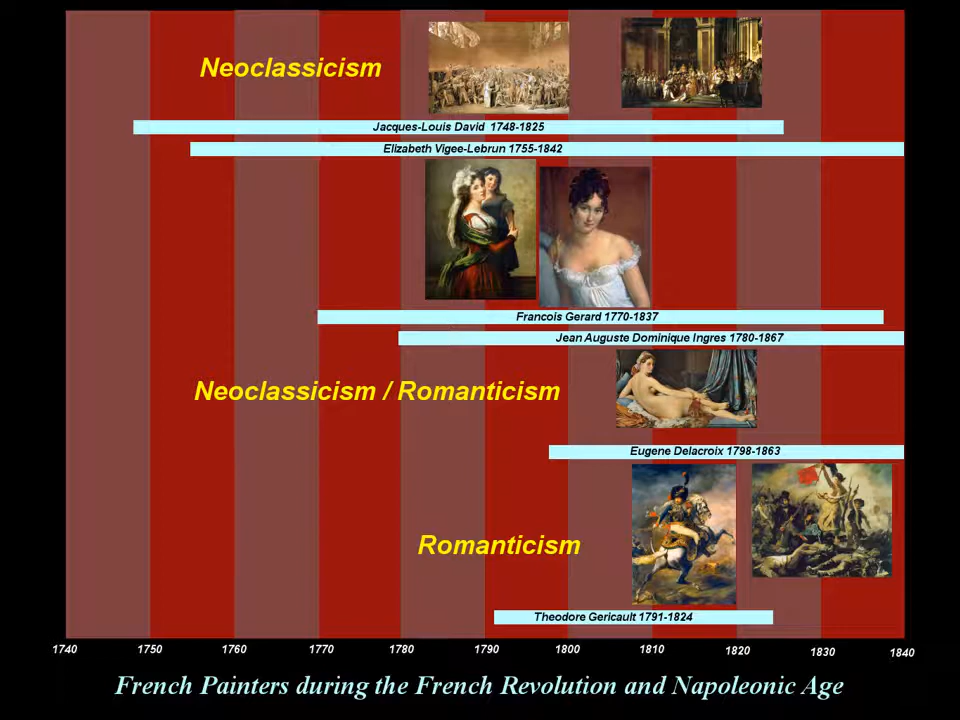 Neoclassicism
Jacques-Louis David 1748-1825
Elizabeth Vigee-Lebrun 1755-1842
Francois Gerard 1770-1837
Jean Auguste Dominique Ingres 1780-1867
Neoclassicism / Romanticism
Eugene Delacroix 1798-1863
Romanticism
Theodore Gericault 1791-1824
1740 1750 1760 1770 1780 1790 1800 1810 1820 1830 1840
French Painters during the French Revolution and Napoleonic Age